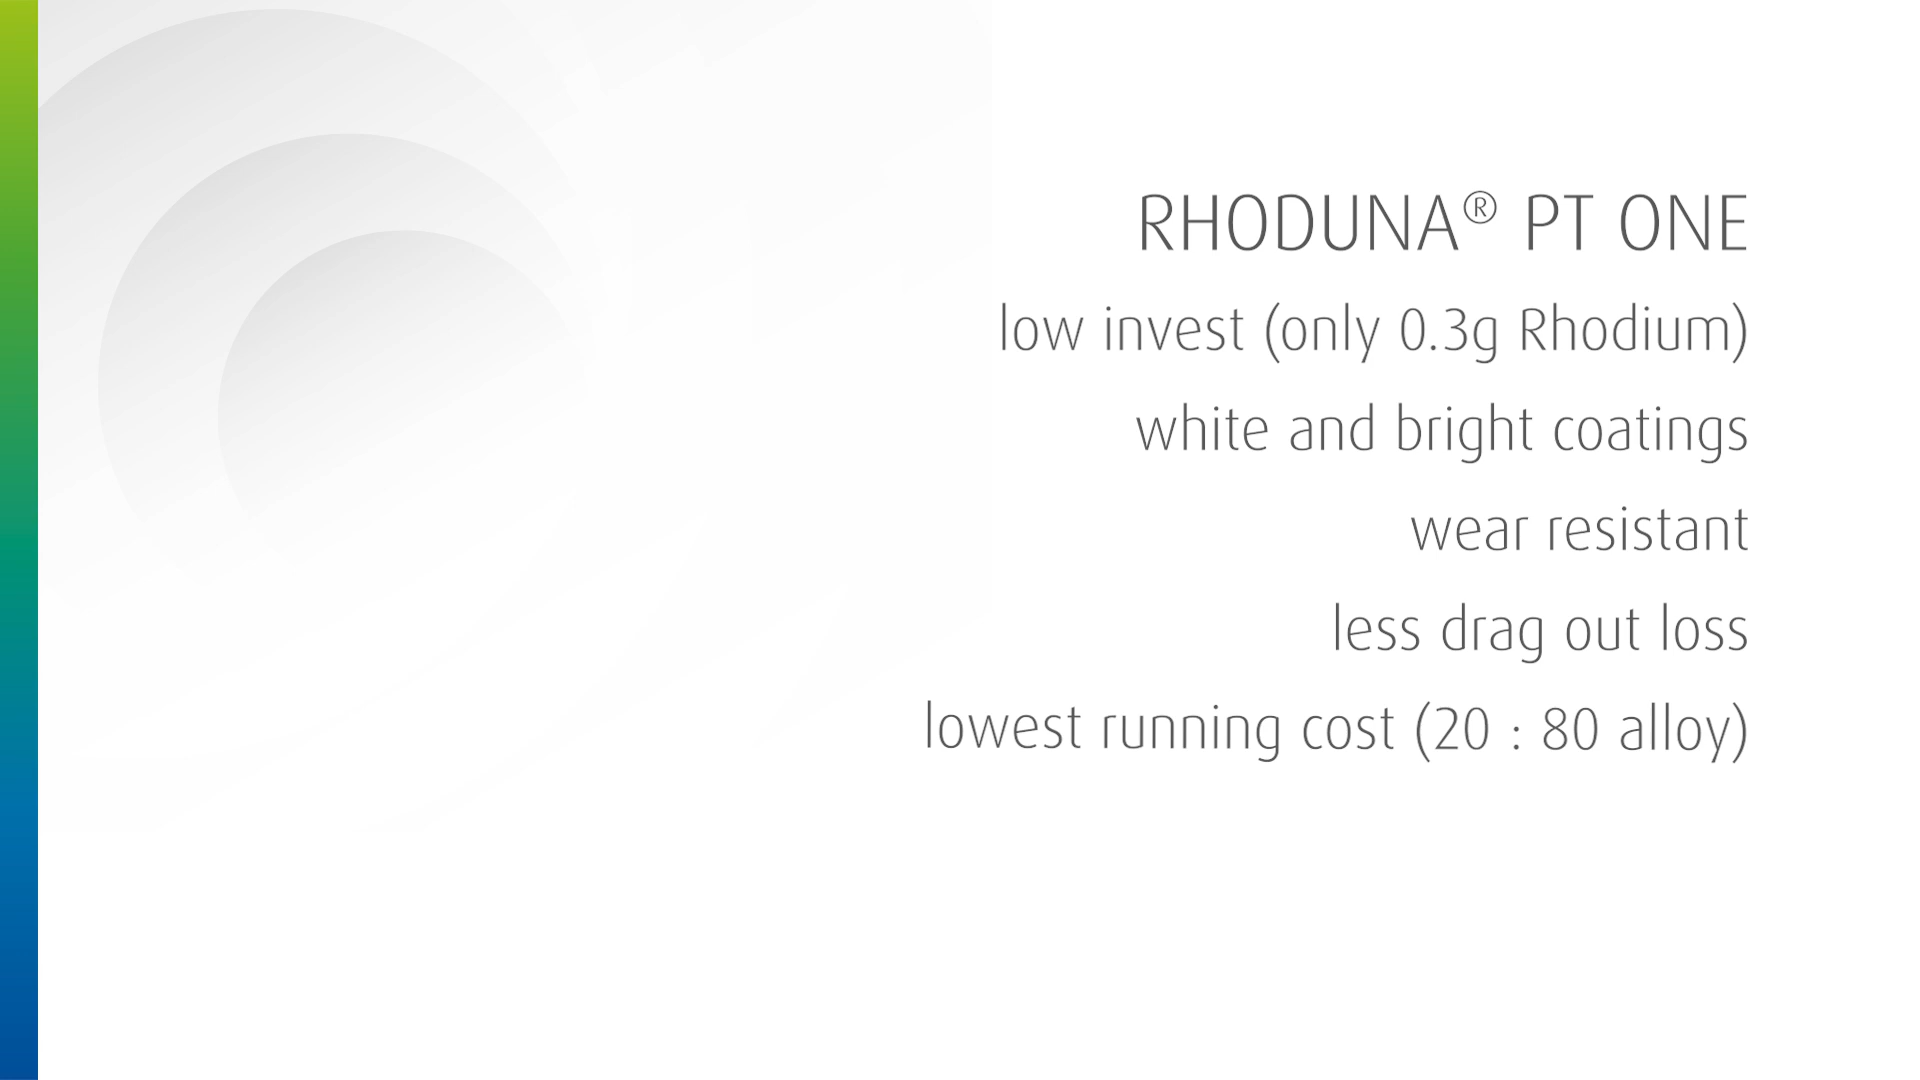 RHODUNA® PT ONE
low invest (only 0.3g Rhodium)
white and bright coatings
wear resistant
less drag out loss
lowest running cost (20 : 80 alloy)